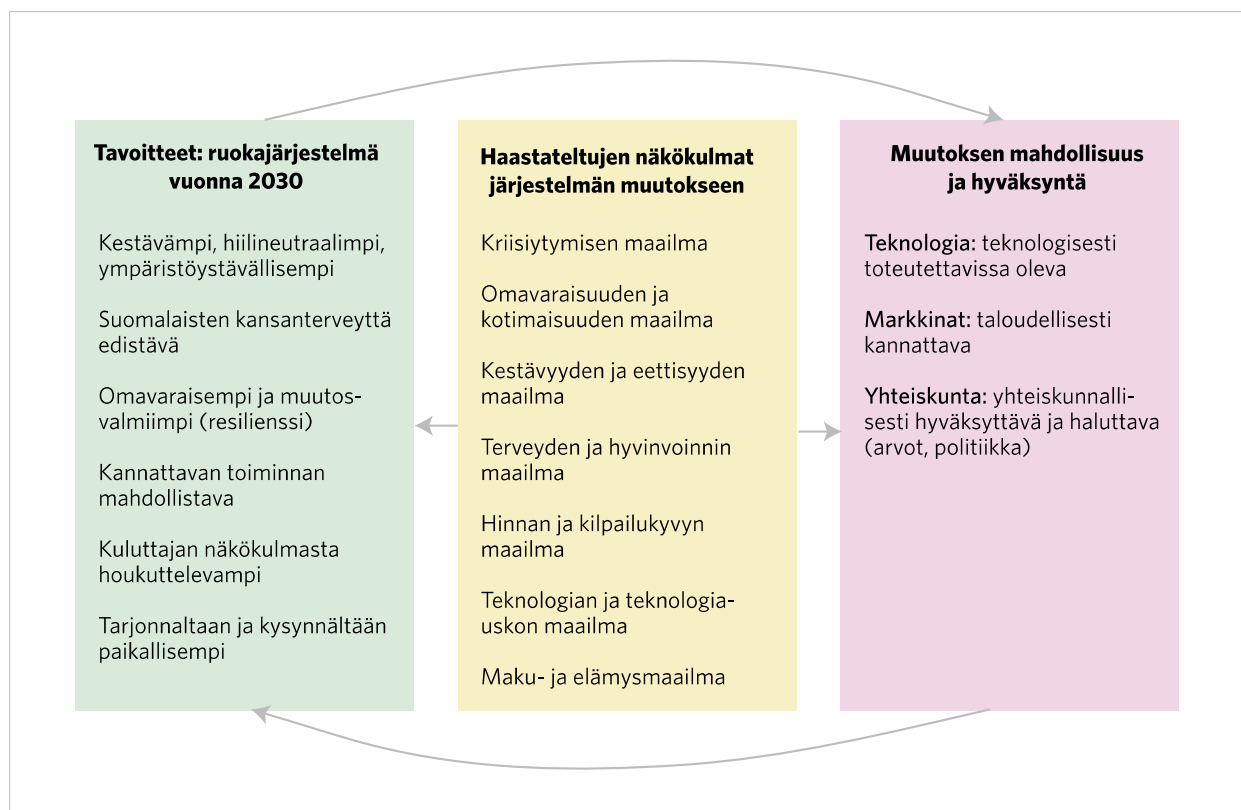 Tavoitteet: ruokajärjestelmä
vuonna 2030
Kestävämpi, hiilineutraalimpi,
ympäristöystävällisempi
Suomalaisten kansanterveyttä
edistävä
Omavaraisempi ja muutos-
valmiimpi (resilienssi)
Kannattavan toiminnan
mahdollistava
Kuluttajan näkökulmasta
houkuttelevampi
Tarjonnaltaan ja kysynnältään
paikallisempi
Haastateltujen näkökulmat
järjestelmän muutokseen
Kriisiytymisen maailma
Omavaraisuuden ja
kotimaisuuden maailma
Kestävyyden ja eettisyyden
maailma
Terveyden ja hyvinvoinnin
maailma
Hinnan ja kilpailukyvyn
maailma
Teknologian ja teknologia-
uskon maailma
Maku- ja elämysmaailma
Muutoksen mahdollisuus
ja hyväksyntä
Teknologia: teknologisesti
toteutettavissa oleva
Markkinat: taloudellisesti
kannattava
Yhteiskunta: yhteiskunnalli-
sesti hyväksyttävä ja haluttava
(arvot, politiikka)